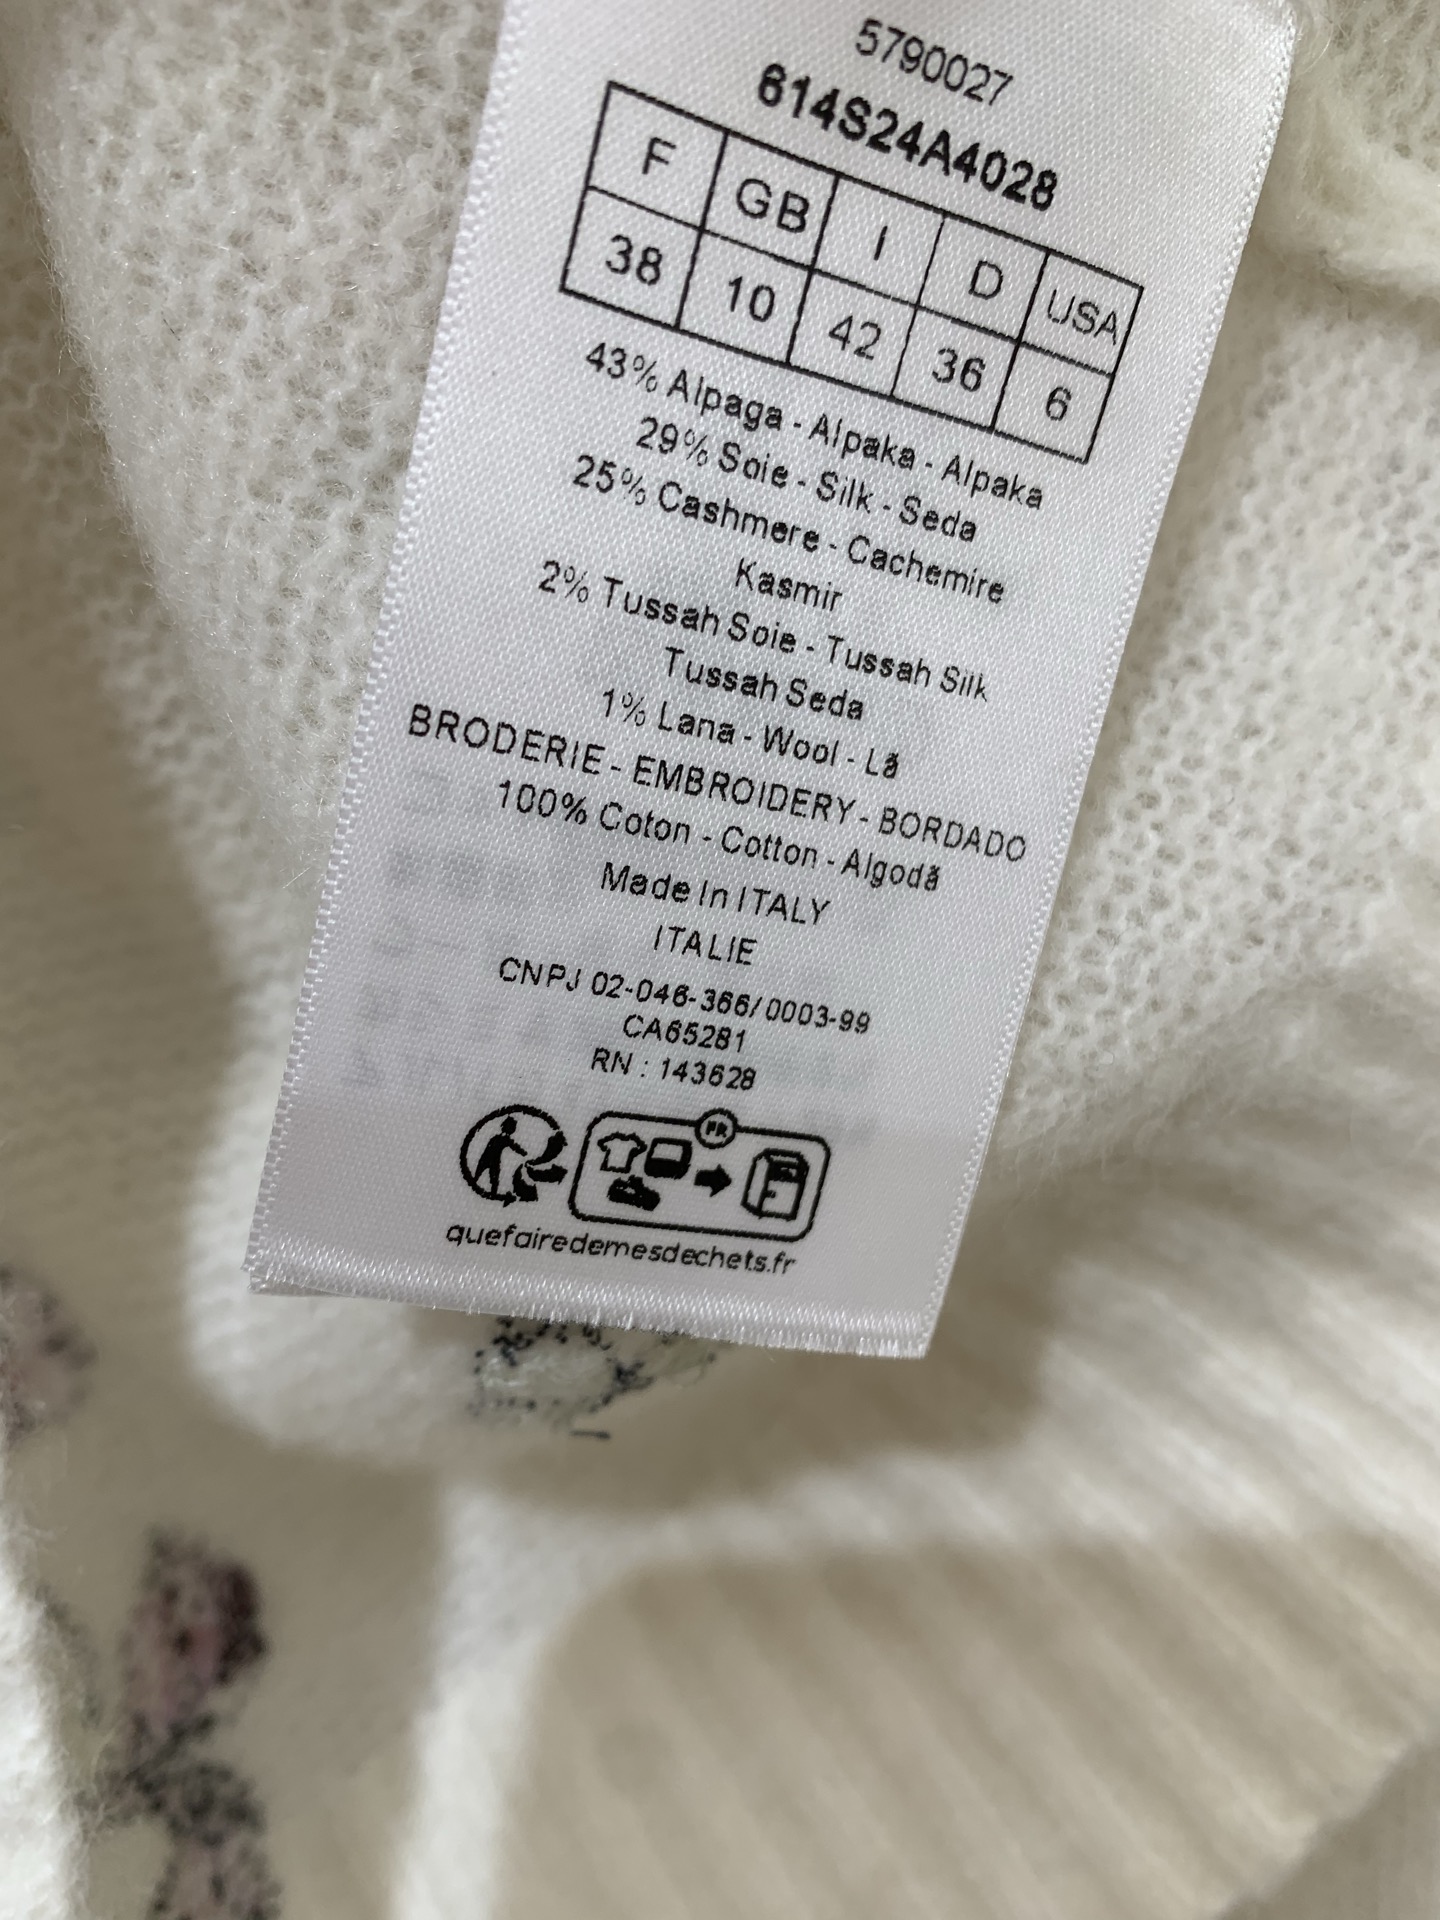 5790027
614S24A4028
F GB I D USA
38 10 42 36 6
43% Alpaga - Alpaka - Alpaka
29% Soie - Silk - Seda
25% Cashmere - Cachemire
Kasmir
2% Tussah Soie - Tussah Silk
Tussah Seda
1% Lana - Wool - Lã
BRODERIE - EMBROIDERY - BORDADO
100% Coton - Cotton - Algodã
Made In ITALY
ITALIE
CNPJ 02-046-366/0003-99
CA65281
RN : 143628
FR
quefairedemesdechets.fr